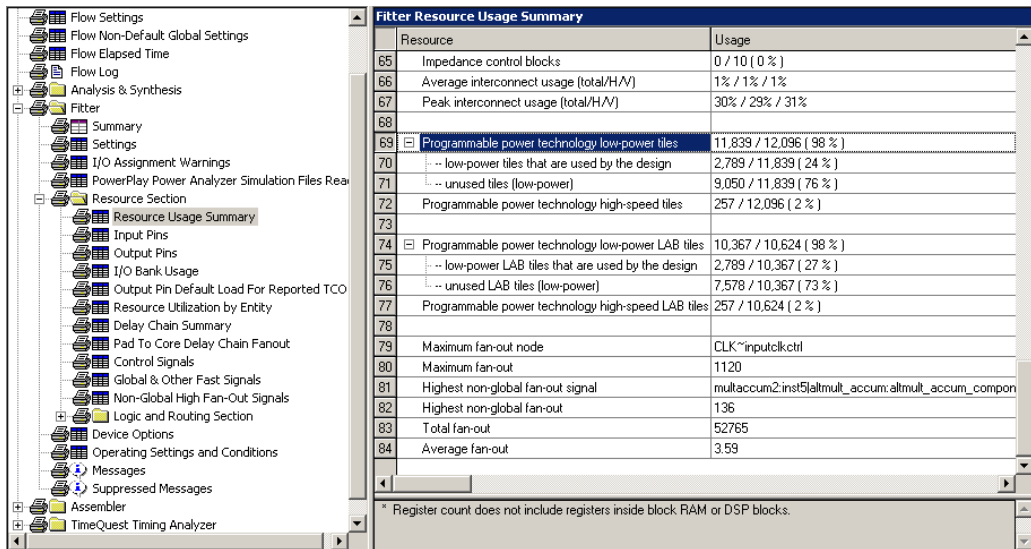 Flow Settings
Flow Non-Default Global Settings
Flow Elapsed Time
Flow Log
Analysis & Synthesis
Fitter
Summary
Settings
I/O Assignment Warnings
PowerPlay Power Analyzer Simulation Files Rea
Resource Section
Resource Usage Summary
Input Pins
Output Pins
I/O Bank Usage
Output Pin Default Load For Reported TCO
Resource Utilization by Entity
Delay Chain Summary
Pad To Core Delay Chain Fanout
Control Signals
Global & Other Fast Signals
Non-Global High Fan-Out Signals
Logic and Routing Section
Device Options
Operating Settings and Conditions
Messages
Suppressed Messages
Assembler
TimeQuest Timing Analyzer
Fitter Resource Usage Summary
Resource Usage
65 Impedance control blocks 0 / 10 ( 0 % )
66 Average interconnect usage (total/H/V) 1% / 1% / 1%
67 Peak interconnect usage (total/H/V) 30% / 29% / 31%
68
69 Programmable power technology low-power tiles 11,839 / 12,096 ( 98 % )
70 -- low-power tiles that are used by the design 2,789 / 11,839 ( 24 % )
71 -- unused tiles (low-power) 9,050 / 11,839 ( 76 % )
72 Programmable power technology high-speed tiles 257 / 12,096 ( 2 % )
73
74 Programmable power technology low-power LAB tiles 10,367 / 10,624 ( 98 % )
75 -- low-power LAB tiles that are used by the design 2,789 / 10,367 ( 27 % )
76 -- unused LAB tiles (low-power) 7,578 / 10,367 ( 73 % )
77 Programmable power technology high-speed LAB tiles 257 / 10,624 ( 2 % )
78
79 Maximum fan-out node CLK~inputclkctrl
80 Maximum fan-out 1120
81 Highest non-global fan-out signal multaccum2:inst5|altmult_accum:altmult_accum_compon
82 Highest non-global fan-out 136
83 Total fan-out 52765
84 Average fan-out 3.59
* Register count does not include registers inside block RAM or DSP blocks.